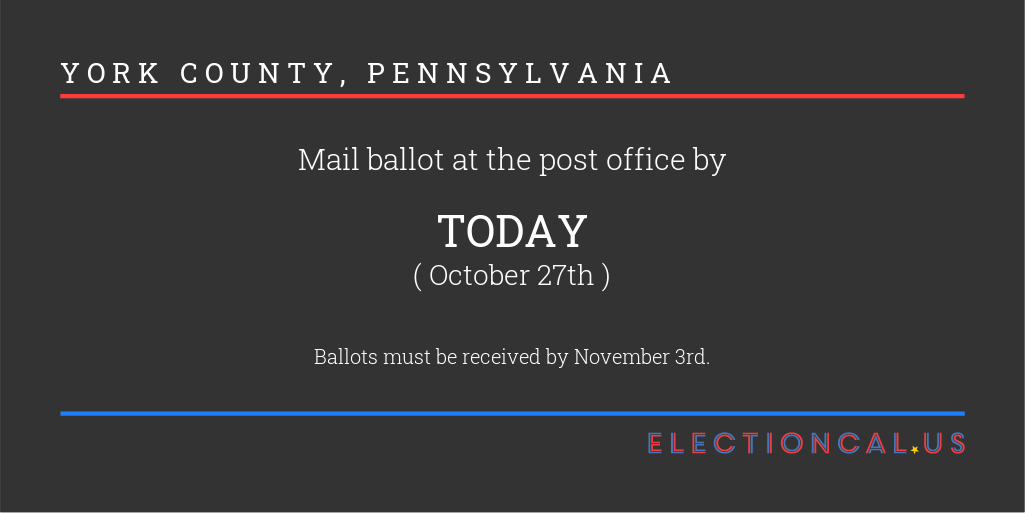 YORK COUNTY, PENNSYLVANIA
Mail ballot at the post office by
TODAY
( October 27th )
Ballots must be received by November 3rd.
ELECTIONCAL.US